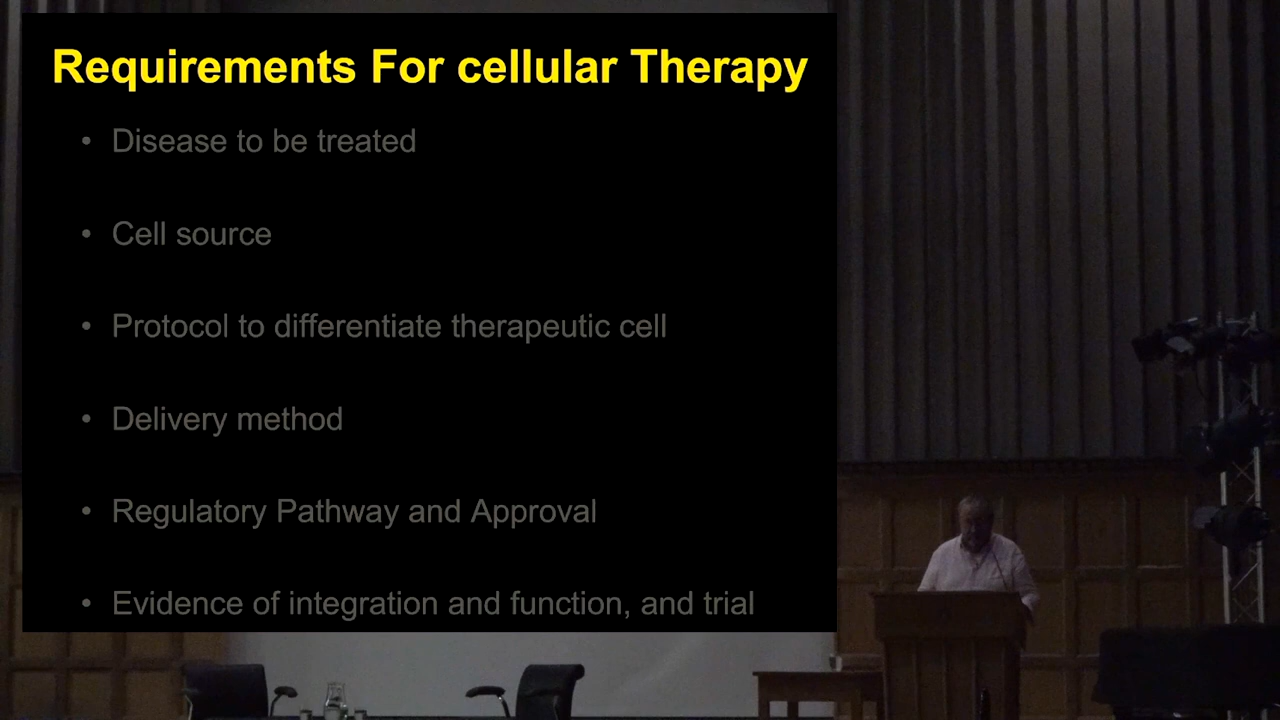 Requirements For cellular Therapy
• Disease to be treated
• Cell source
• Protocol to differentiate therapeutic cell
• Delivery method
• Regulatory Pathway and Approval
• Evidence of integration and function, and trial